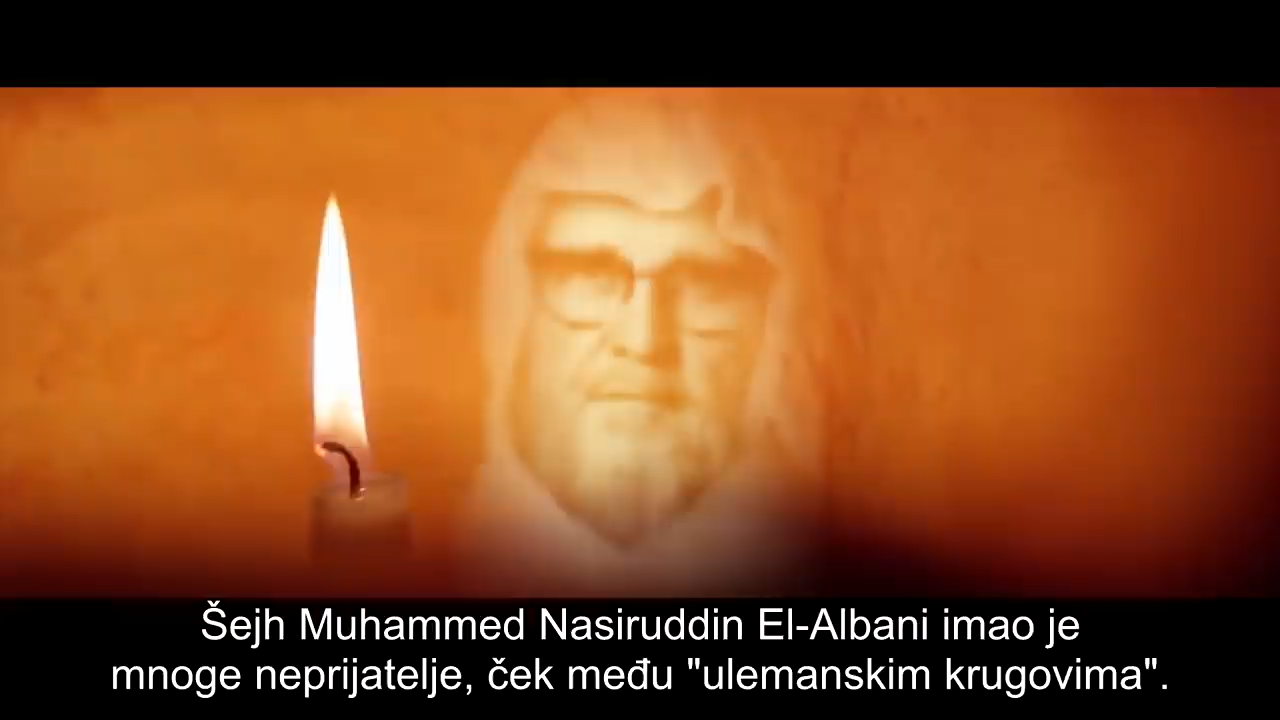 Šejh Muhammed Nasiruddin El-Albani imao je
mnoge neprijatelje, ček među "ulemanskim krugovima".